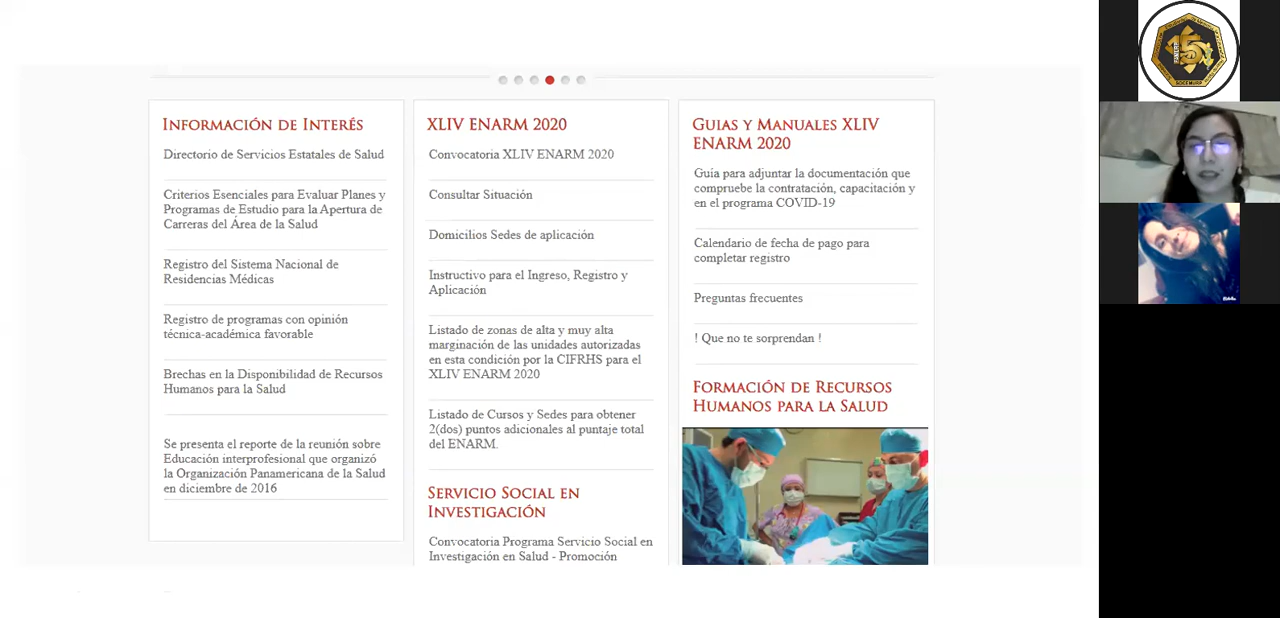 Información de Interés
Directorio de Servicios Estatales de Salud
Criterios Esenciales para Evaluar Planes y
Programas de Estudio para la Apertura de
Carreras del Área de la Salud
Registro del Sistema Nacional de
Residencias Médicas
Registro de programas con opinión
técnica-académica favorable
Brechas en la Disponibilidad de Recursos
Humanos para la Salud
Se presenta el reporte de la reunión sobre
Educación interprofesional que organizó
la Organización Panamericana de la Salud
en diciembre de 2016
XLIV ENARM 2020
Convocatoria XLIV ENARM 2020
Consultar Situación
Domicilios Sedes de aplicación
Instructivo para el Ingreso, Registro y
Aplicación
Listado de zonas de alta y muy alta
marginación de las unidades autorizadas
en esta condición por la CIFRHS para el
XLIV ENARM 2020
Listado de Cursos y Sedes para obtener
2(dos) puntos adicionales al puntaje total
del ENARM.
Servicio Social en
Investigación
Convocatoria Programa Servicio Social en
Investigación en Salud - Promoción
Guias y Manuales XLIV
ENARM 2020
Guía para adjuntar la documentación que
compruebe la contratación, capacitación y
en el programa COVID-19
Calendario de fecha de pago para
completar registro
Preguntas frecuentes
! Que no te sorprendan !
Formación de Recursos
Humanos para la Salud
15